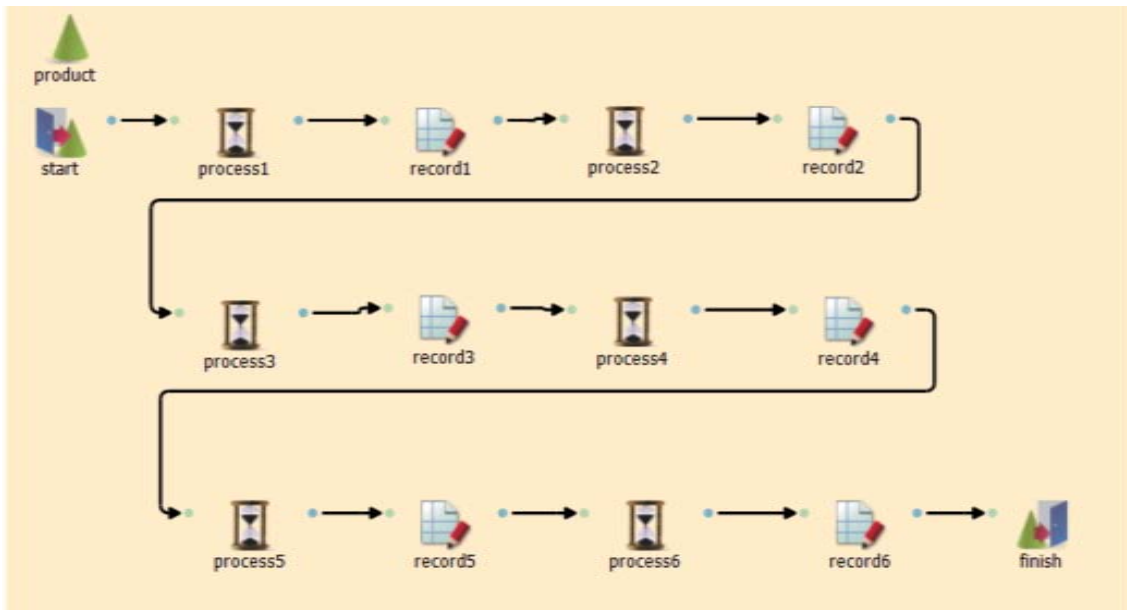 product
start
process1
record1
process2
record2
process3
record3
process4
record4
process5
record5
process6
record6
finish